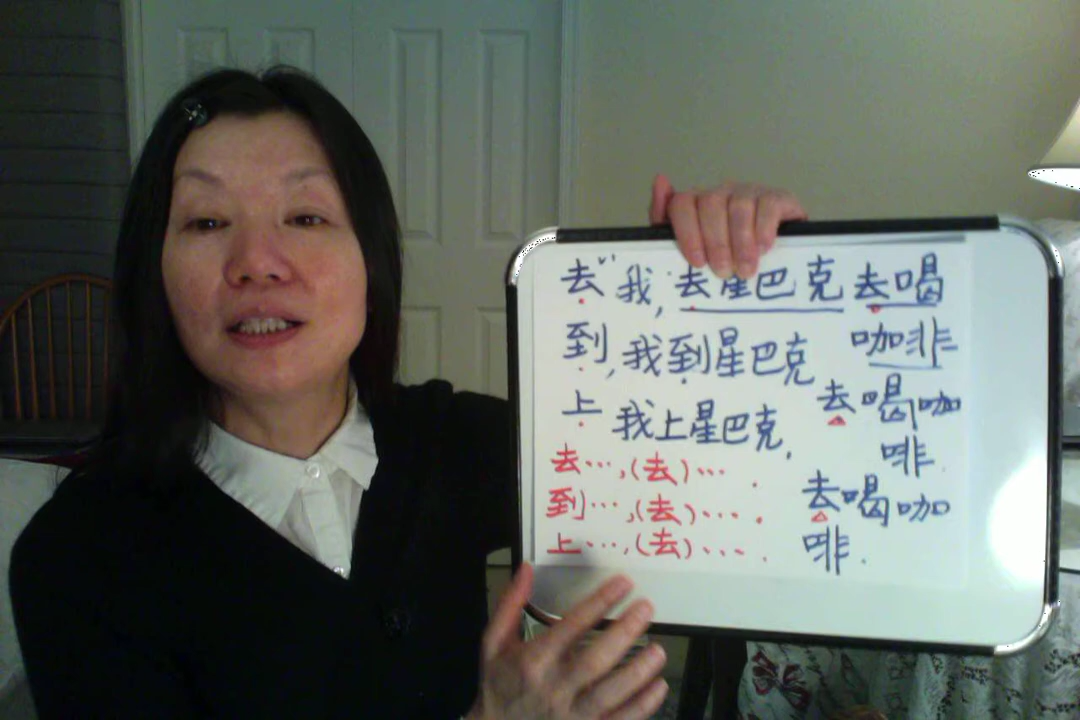 去 我, 去星巴克 去喝
咖啡
到, 我到星巴克 去喝咖
啡.
上 我上星巴克, 去喝咖
啡.
去…,(去)….
到…,(去)….
上…,(去)….